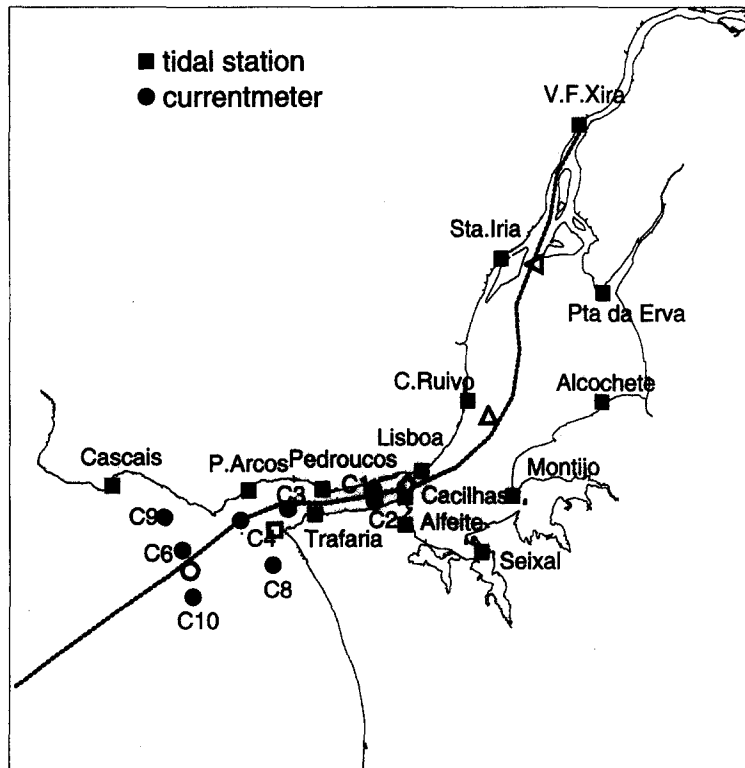 tidal station
currentmeter
V.F.Xira
Sta.Iria
Pta da Erva
C.Ruivo
Alcochete
Lisboa
Cascais
P.Arcos
Pedroucos
Montijo
C1
C3
Cacilhas
C9
C2
Alfeite
C4
Trafaria
C6
Seixal
C8
C10